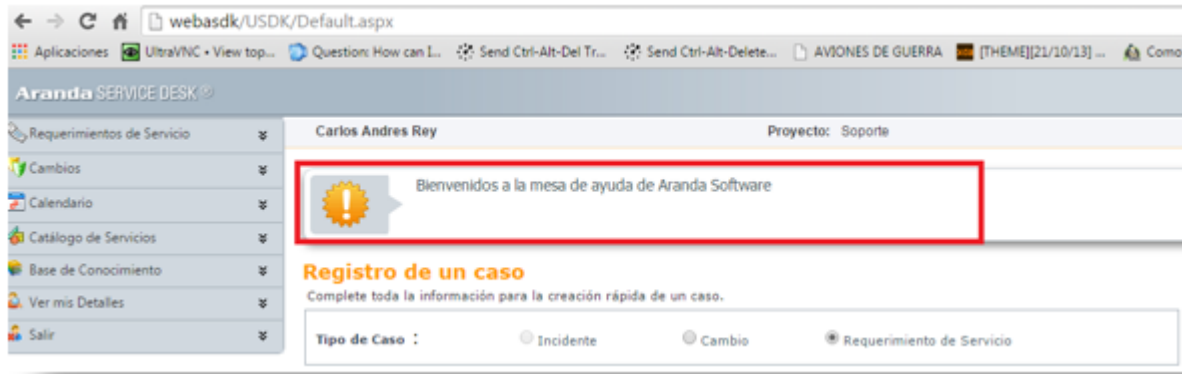 webasdk/USDK/Default.aspx
Aplicaciones UltraVNC • View top... Question: How can I... Send Ctrl-Alt-Del Tr... Send Ctrl-Alt-Delete... AVIONES DE GUERRA [THEME][21/10/13] ... Como
Aranda SERVICE DESK ®
Requerimientos de Servicio
Cambios
Calendario
Catálogo de Servicios
Base de Conocimiento
Ver mis Detalles
Salir
Carlos Andres Rey Proyecto: Soporte
Bienvenidos a la mesa de ayuda de Aranda Software
Registro de un caso
Complete toda la información para la creación rápida de un caso.
Tipo de Caso : Incidente Cambio Requerimiento de Servicio